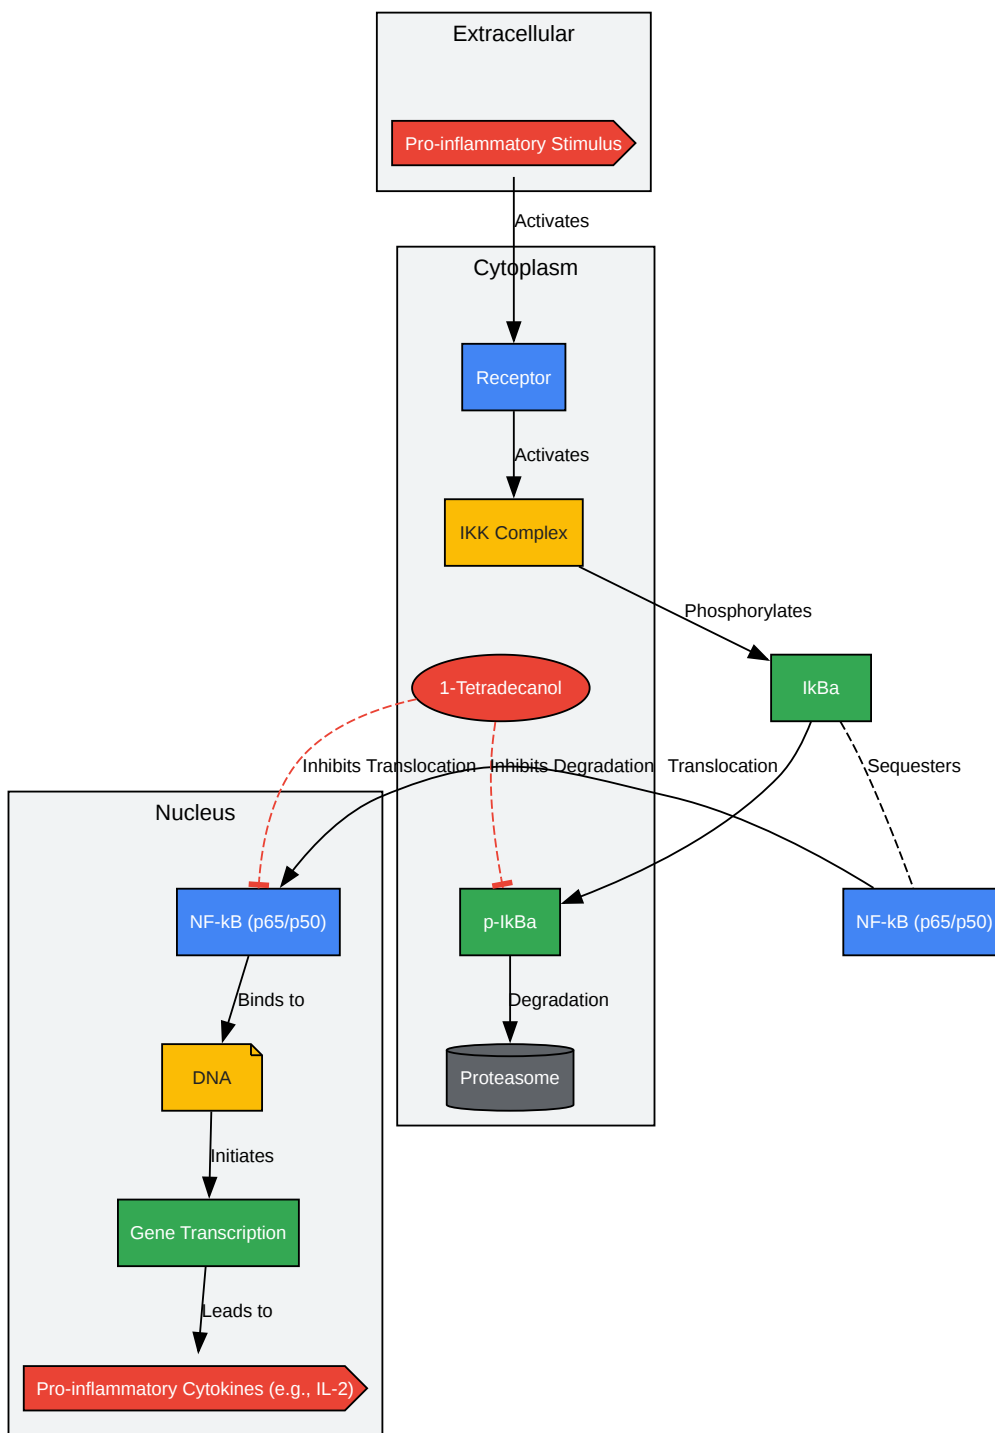 Extracellular
Pro-inflammatory Stimulus
Activates
Cytoplasm
Receptor
Activates
IKK Complex
Phosphorylates
1-Tetradecanol
IkBa
Inhibits Translocation
Inhibits Degradation
Translocation
Sequesters
Nucleus
NF-kB (p65/p50)
p-IkBa
NF-kB (p65/p50)
Binds to
Degradation
DNA
Proteasome
Initiates
Gene Transcription
Leads to
Pro-inflammatory Cytokines (e.g., IL-2)